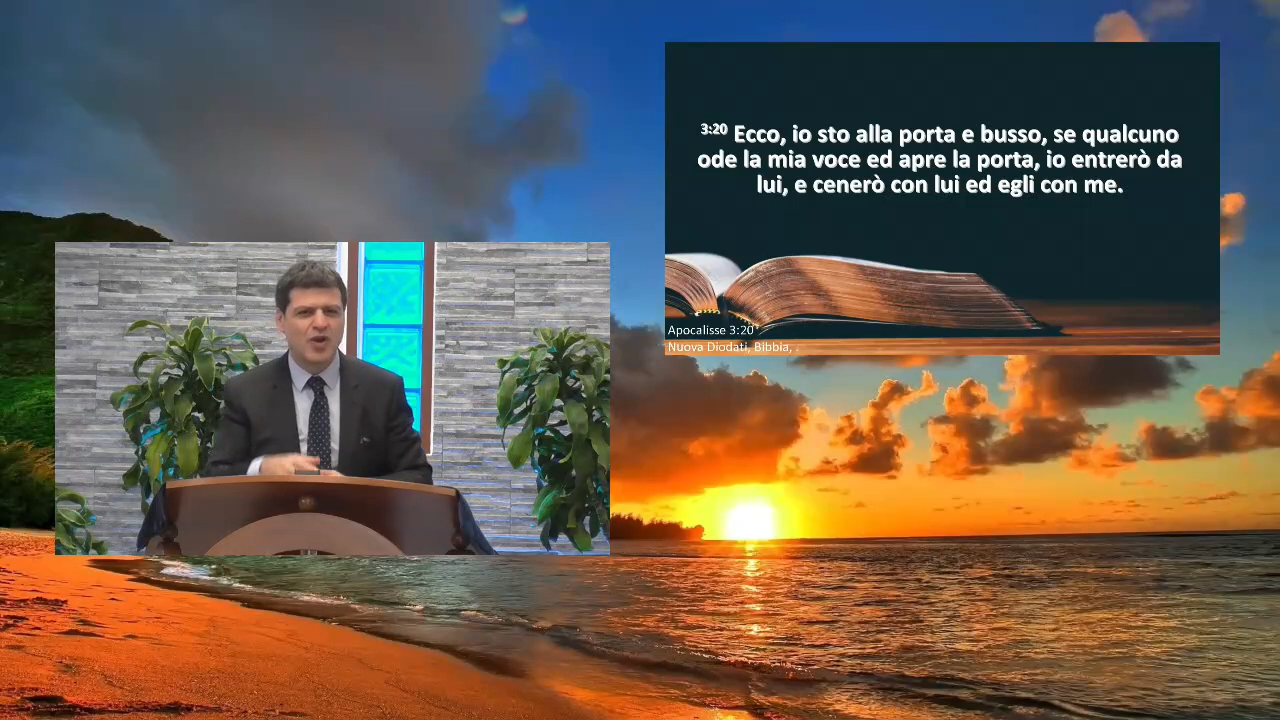 3:20 Ecco, io sto alla porta e busso, se qualcuno
ode la mia voce ed apre la porta, io entrerò da
lui, e cenerò con lui ed egli con me.
Apocalisse 3:20
Nuova Diodati, Bibbia, .